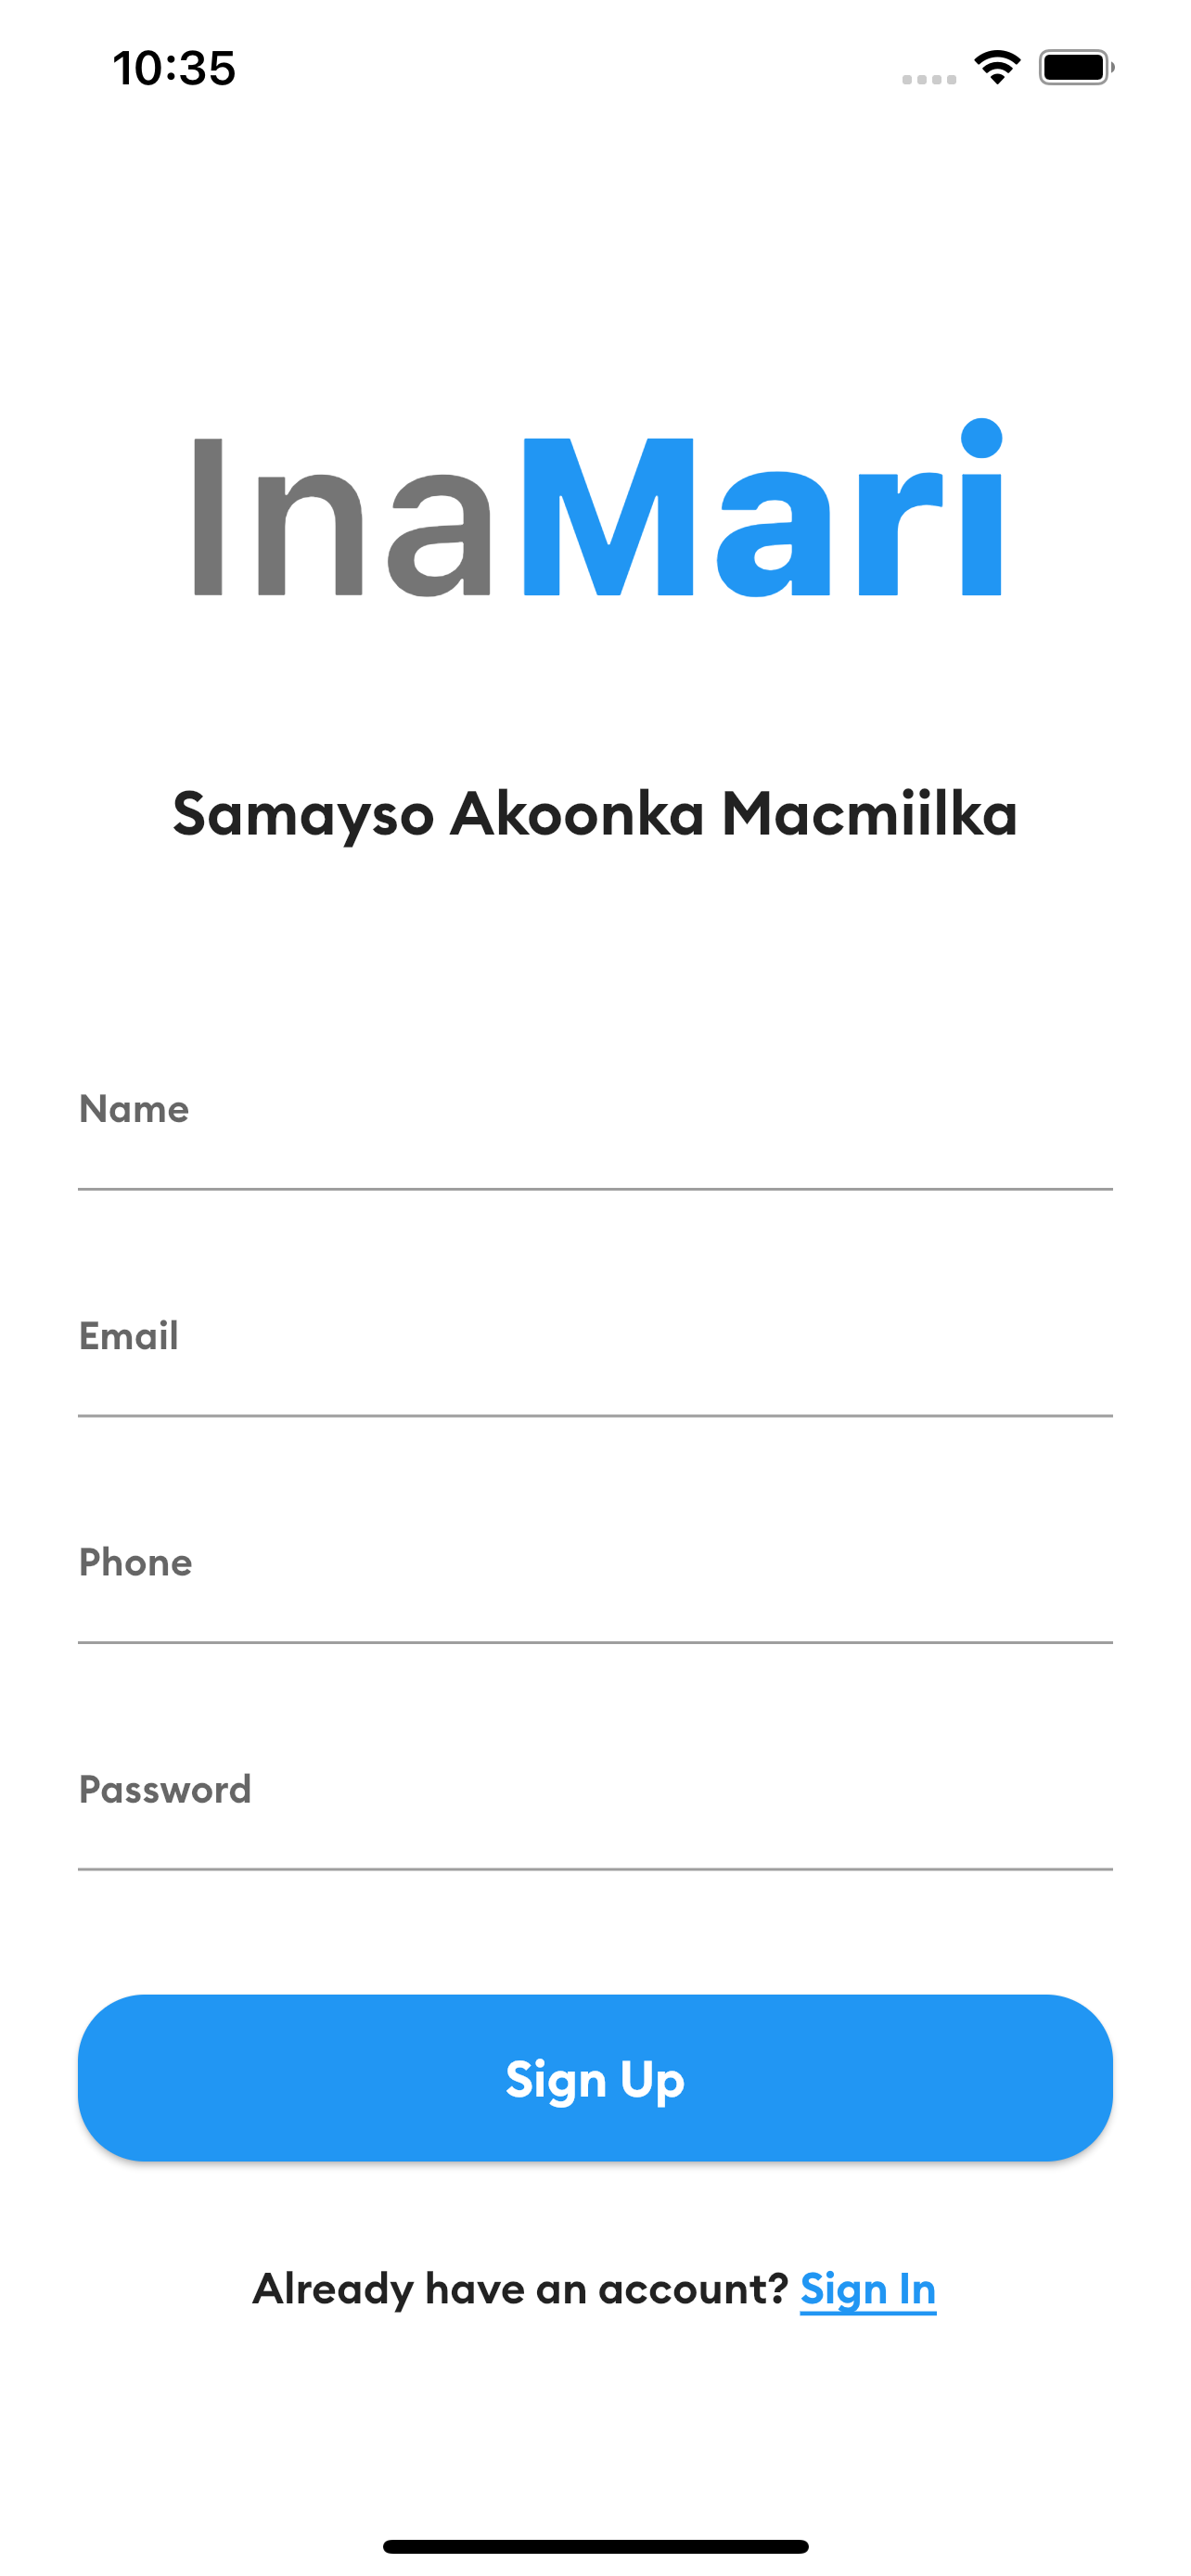 10:35
InaMari
Samayso Akoonka Macmiilka
Name
Email
Phone
Password
Sign Up
Already have an account? Sign In